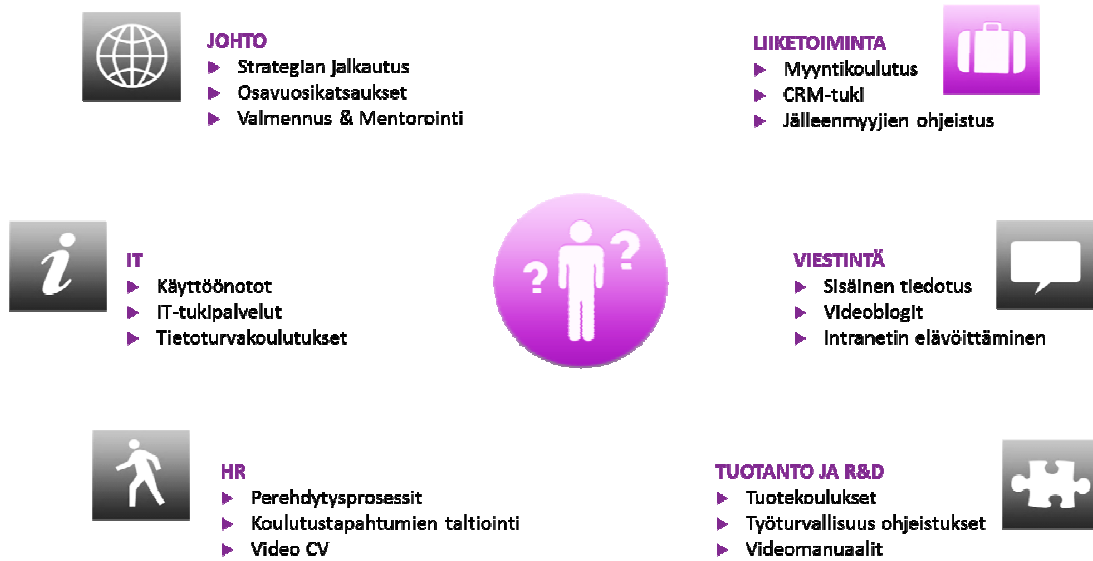 JOHTO
Strategian jalkautus
Osavuosikatsaukset
Valmennus & Mentorointi
LIIKETOIMINTA
Myyntikoulutus
CRM-tuki
Jälleenmyyjien ohjeistus
IT
Käyttöönotot
IT-tukipalvelut
Tietoturvakoulutukset
? ?
VIESTINTÄ
Sisäinen tiedotus
Videoblogit
Intranetin elävöittäminen
HR
Perehdytysprosessit
Koulutustapahtumien taltiointi
Video CV
TUOTANTO JA R&D
Tuotekoulukset
Työturvallisuus ohjeistukset
Videomanuaalit